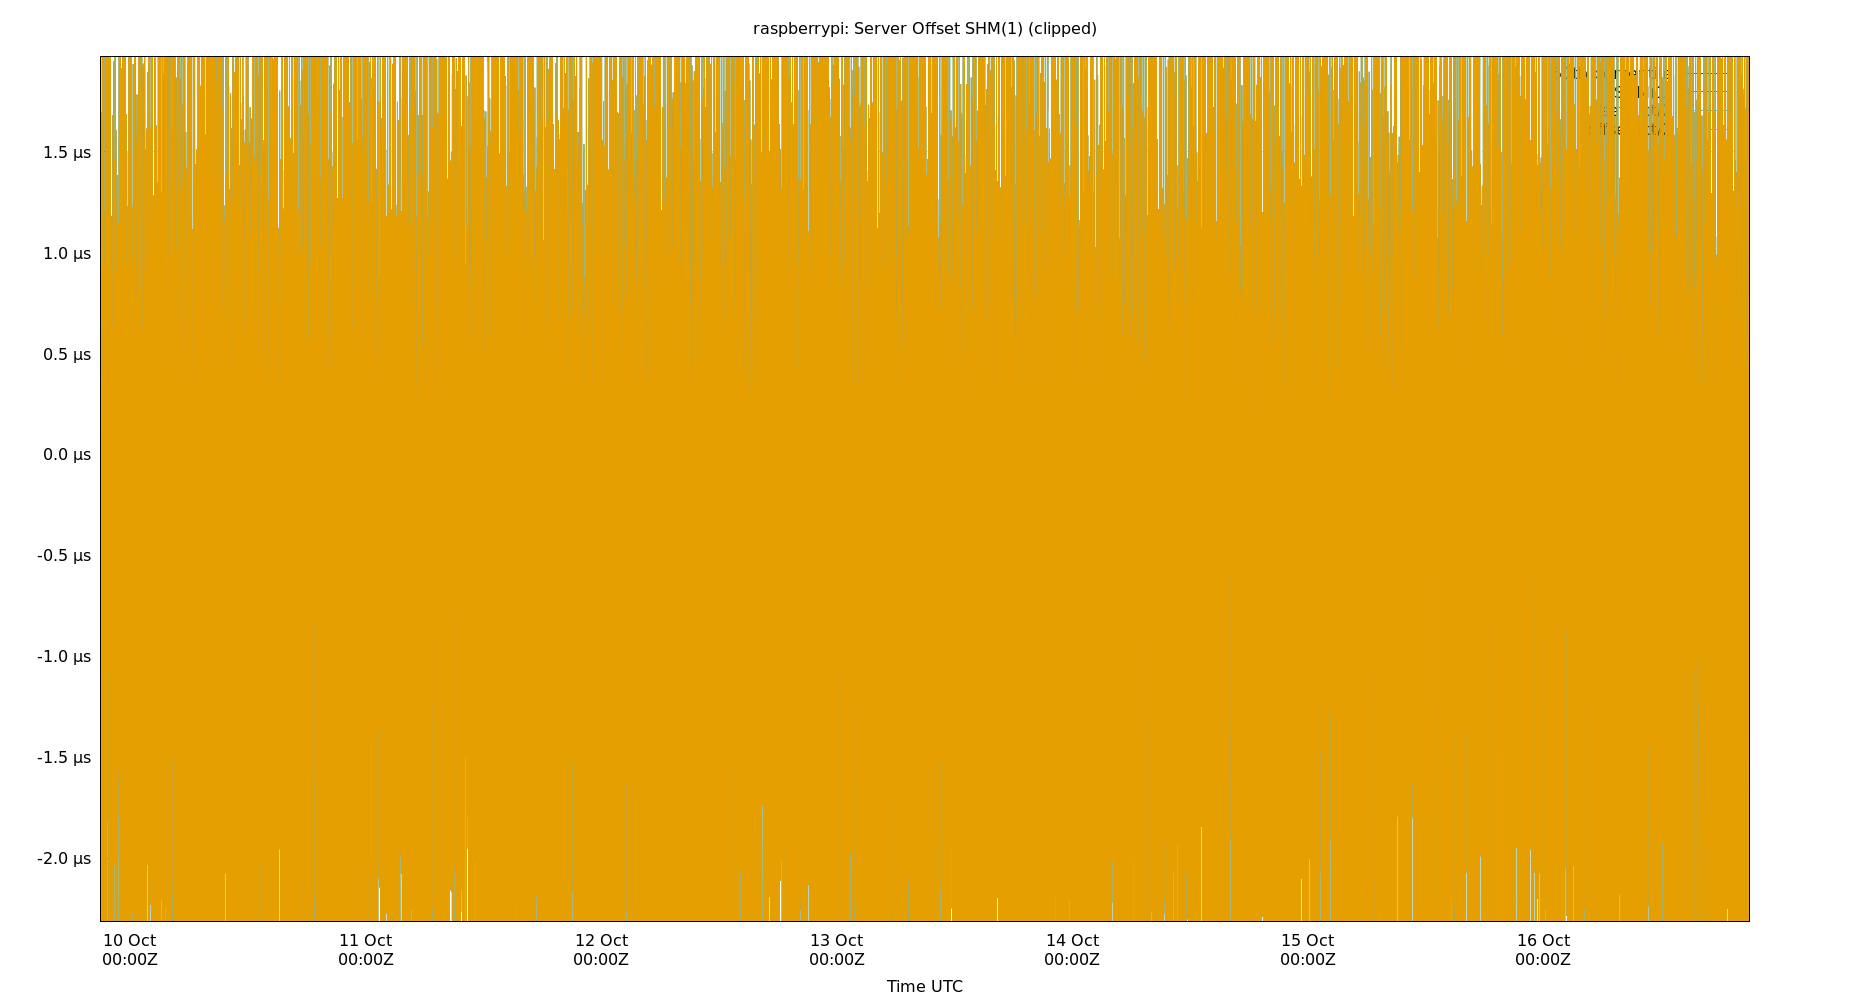 raspberrypi: Server Offset SHM(1) (clipped)
1.5 µs
1.0 µs
0.5 µs
0.0 µs
-0.5 µs
-1.0 µs
-1.5 µs
-2.0 µs
10 Oct 11 Oct 12 Oct 13 Oct 14 Oct 15 Oct 16 Oct
00:00Z 00:00Z 00:00Z 00:00Z 00:00Z 00:00Z 00:00Z
Time UTC